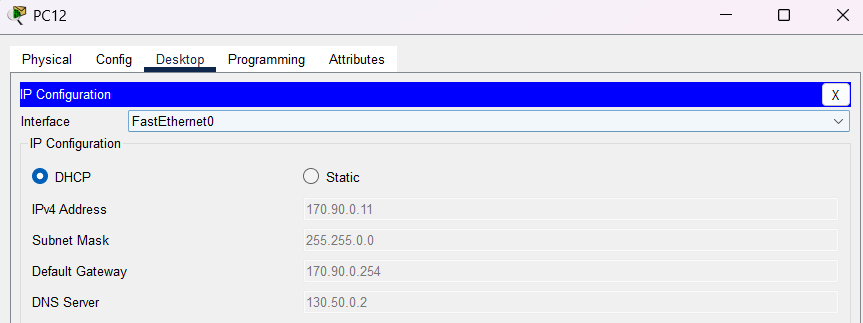 PC12
Physical Config Desktop Programming Attributes
IP Configuration X
Interface FastEthernet0
IP Configuration
DHCP Static
IPv4 Address 170.90.0.11
Subnet Mask 255.255.0.0
Default Gateway 170.90.0.254
DNS Server 130.50.0.2